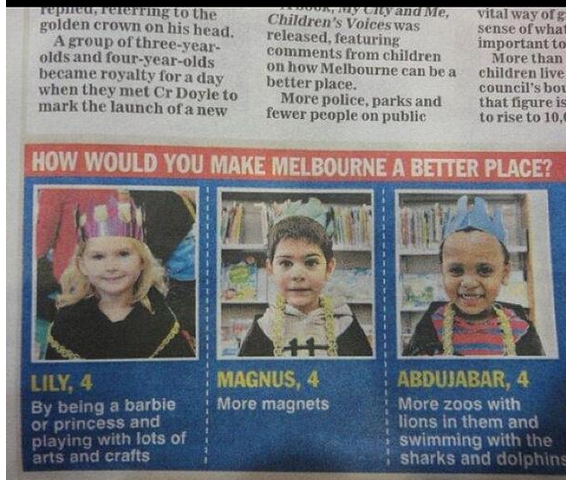 replied, referring to the
golden crown on his head.
A group of three-year-
olds and four-year-olds
became royalty for a day
when they met Cr Doyle to
mark the launch of a new
A book, My City and Me,
Children's Voices was
released, featuring
comments from children
on how Melbourne can be a
better place.
More police, parks and
fewer people on public
vital way of g
sense of what
important to
More than
children live
council's bou
that figure is
to rise to 10,0
HOW WOULD YOU MAKE MELBOURNE A BETTER PLACE?
LILY, 4
By being a barbie
or princess and
playing with lots of
arts and crafts
MAGNUS, 4
More magnets
ABDUJABAR, 4
More zoos with
lions in them and
swimming with the
sharks and dolphins